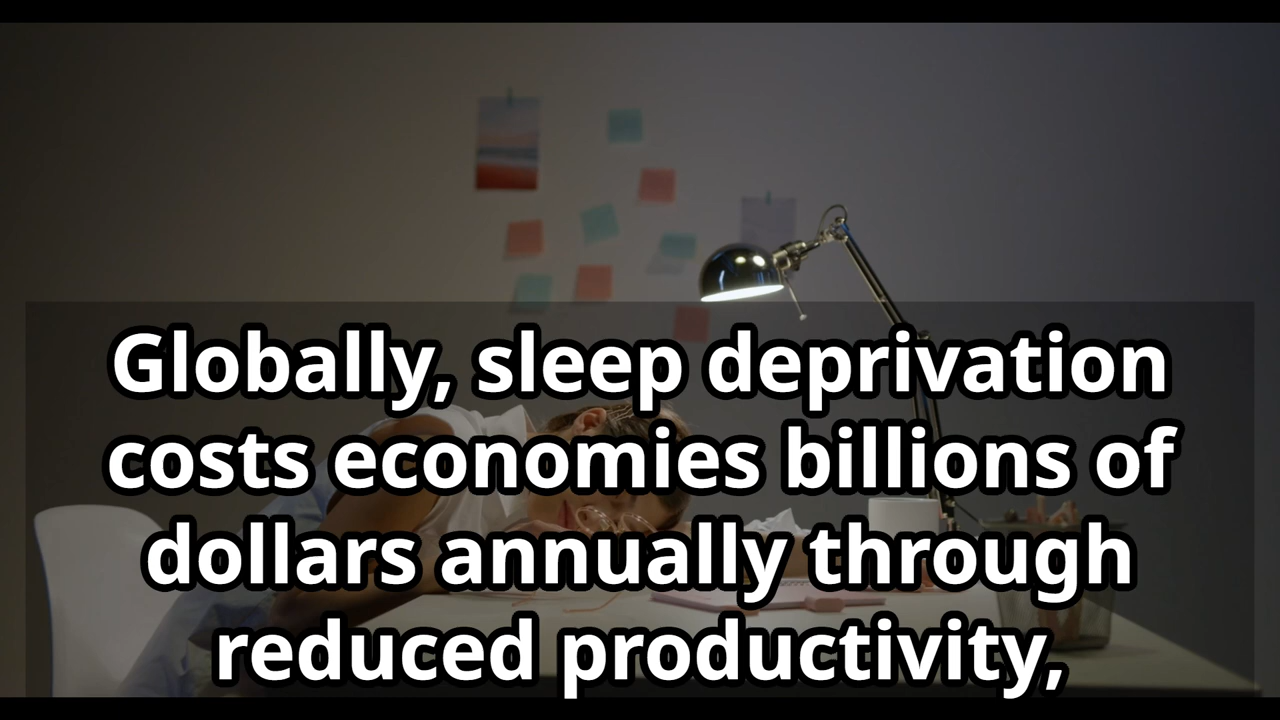 Globally, sleep deprivation
costs economies billions of
dollars annually through
reduced productivity,